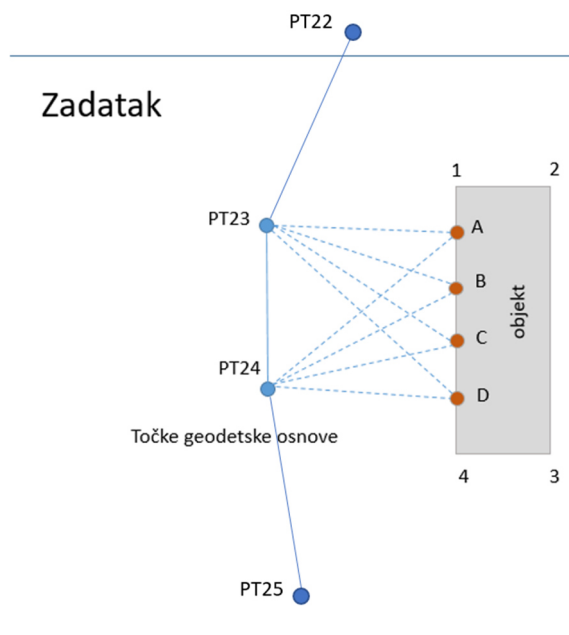 PT22
Zadatak
1 2
PT23
A
B
objekt
C
PT24
D
Točke geodetske osnove
4 3
PT25